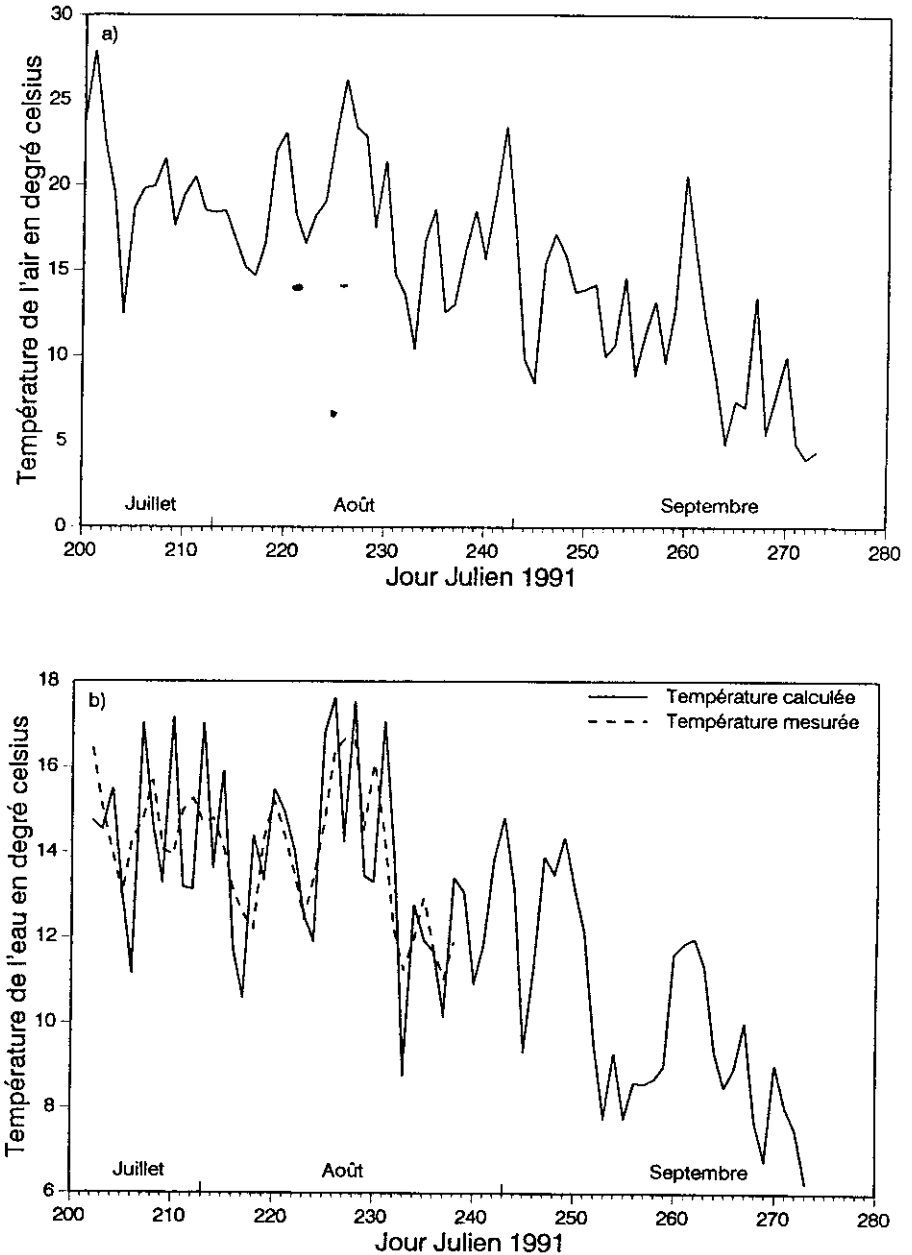 a)
Température de l'air en degré celsius
30
25
20
15
10
5
0
Juillet
Août
Septembre
200
210
220
230
240
250
260
270
280
Jour Julien 1991
b)
Température de l'eau en degré celsius
18
16
14
12
10
8
6
Température calculée
Température mesurée
Juillet
Août
Septembre
200
210
220
230
240
250
260
270
280
Jour Julien 1991